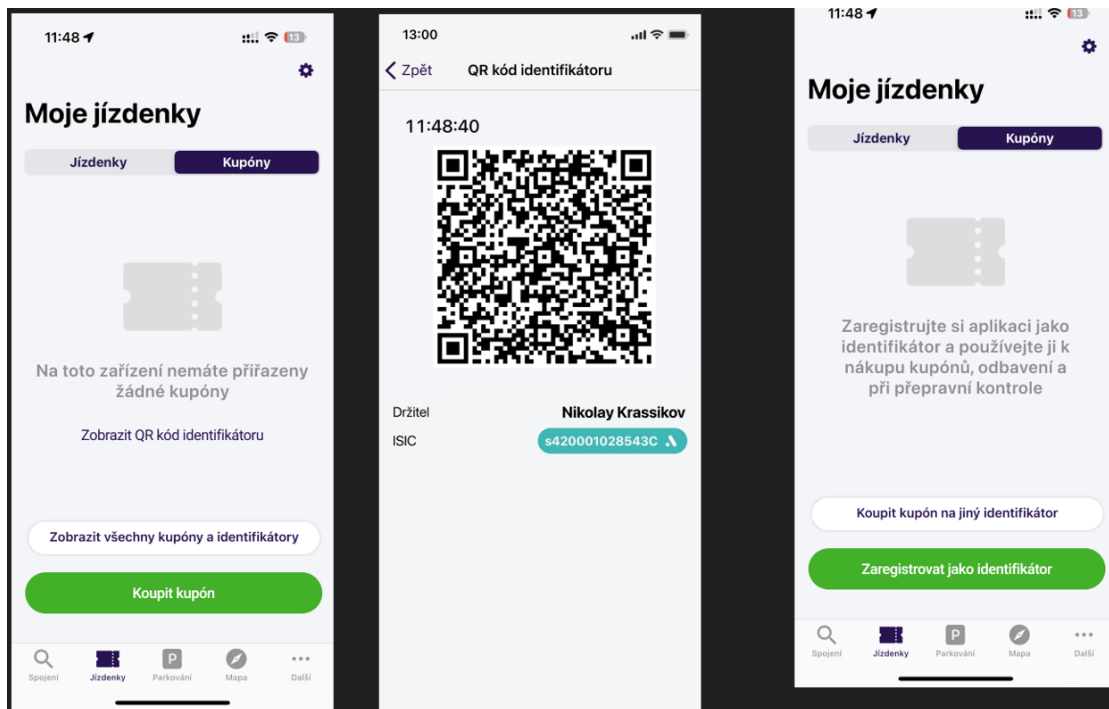 11:48
13
Moje jízdenky
Jízdenky
Kupóny
Na toto zařízení nemáte přiřazeny
žádné kupóny
Zobrazit QR kód identifikátoru
Zobrazit všechny kupóny a identifikátory
Koupit kupón
Spojení
Jízdenky
P
Parkování
Mapa
Další
13:00
Zpět
QR kód identifikátoru
11:48:40
Držitel
Nikolay Krassikov
ISIC
s420001028543C
11:48
13
Moje jízdenky
Jízdenky
Kupóny
Zaregistrujte si aplikaci jako
identifikátor a používejte ji k
nákupu kupónů, odbavení a
při přepravní kontrole
Koupit kupón na jiný identifikátor
Zaregistrovat jako identifikátor
Spojení
Jízdenky
P
Parkování
Mapa
Další